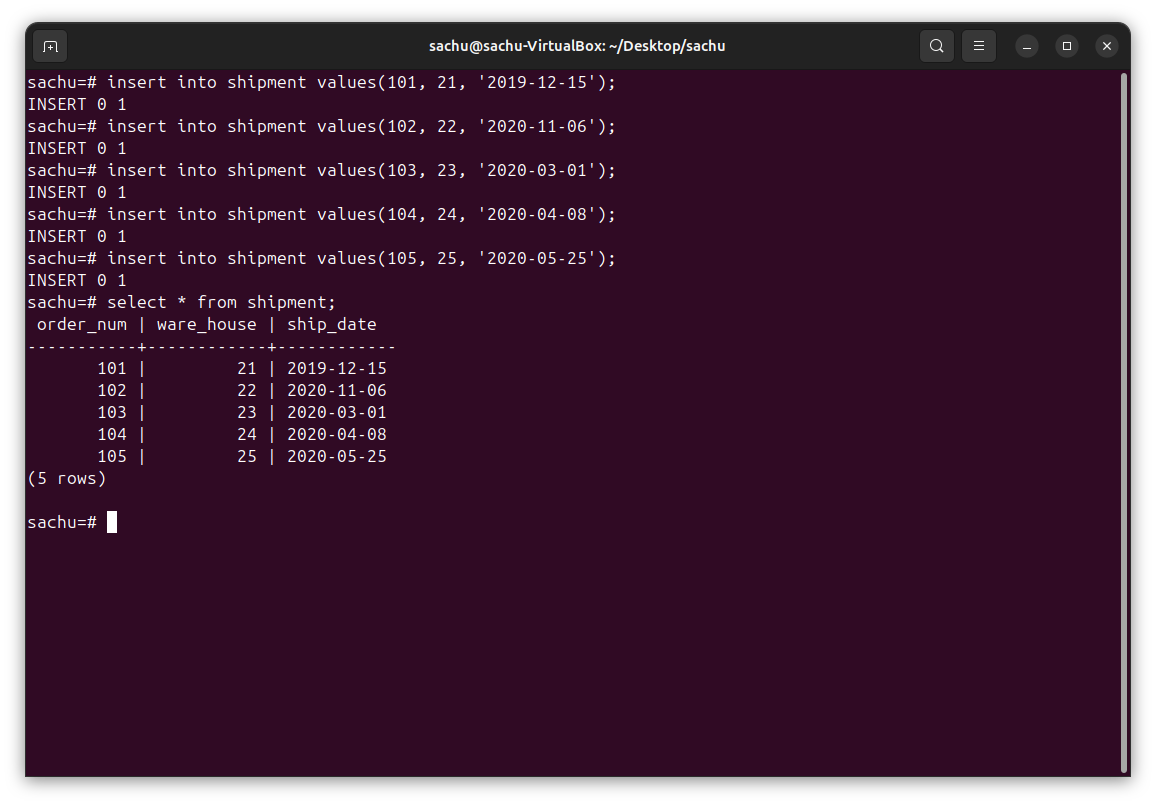 sachu@sachu-VirtualBox: ~/Desktop/sachu
sachu=# insert into shipment values(101, 21, '2019-12-15');
INSERT 0 1
sachu=# insert into shipment values(102, 22, '2020-11-06');
INSERT 0 1
sachu=# insert into shipment values(103, 23, '2020-03-01');
INSERT 0 1
sachu=# insert into shipment values(104, 24, '2020-04-08');
INSERT 0 1
sachu=# insert into shipment values(105, 25, '2020-05-25');
INSERT 0 1
sachu=# select * from shipment;
 order_num | ware_house | ship_date
-----------+------------+------------
       101 |         21 | 2019-12-15
       102 |         22 | 2020-11-06
       103 |         23 | 2020-03-01
       104 |         24 | 2020-04-08
       105 |         25 | 2020-05-25
(5 rows)
sachu=#